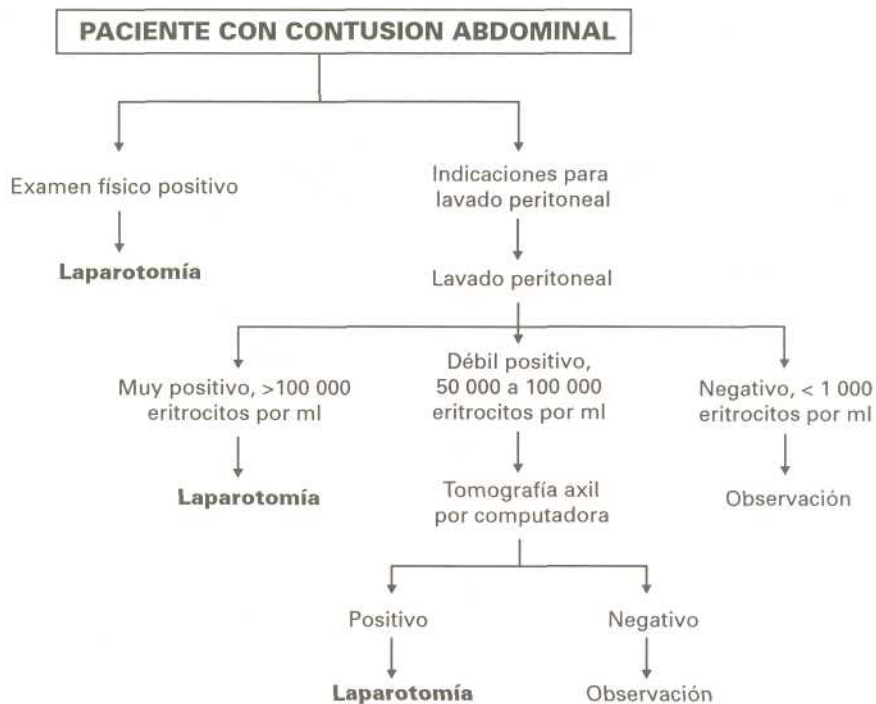 PACIENTE CON CONTUSION ABDOMINAL
Examen físico positivo
Laparotomía
Indicaciones para
lavado peritoneal
Lavado peritoneal
Muy positivo, >100 000
eritrocitos por ml
Laparotomía
Débil positivo,
50 000 a 100 000
eritrocitos por ml
Tomografía axil
por computadora
Negativo, < 1 000
eritrocitos por ml
Observación
Positivo
Laparotomía
Negativo
Observación